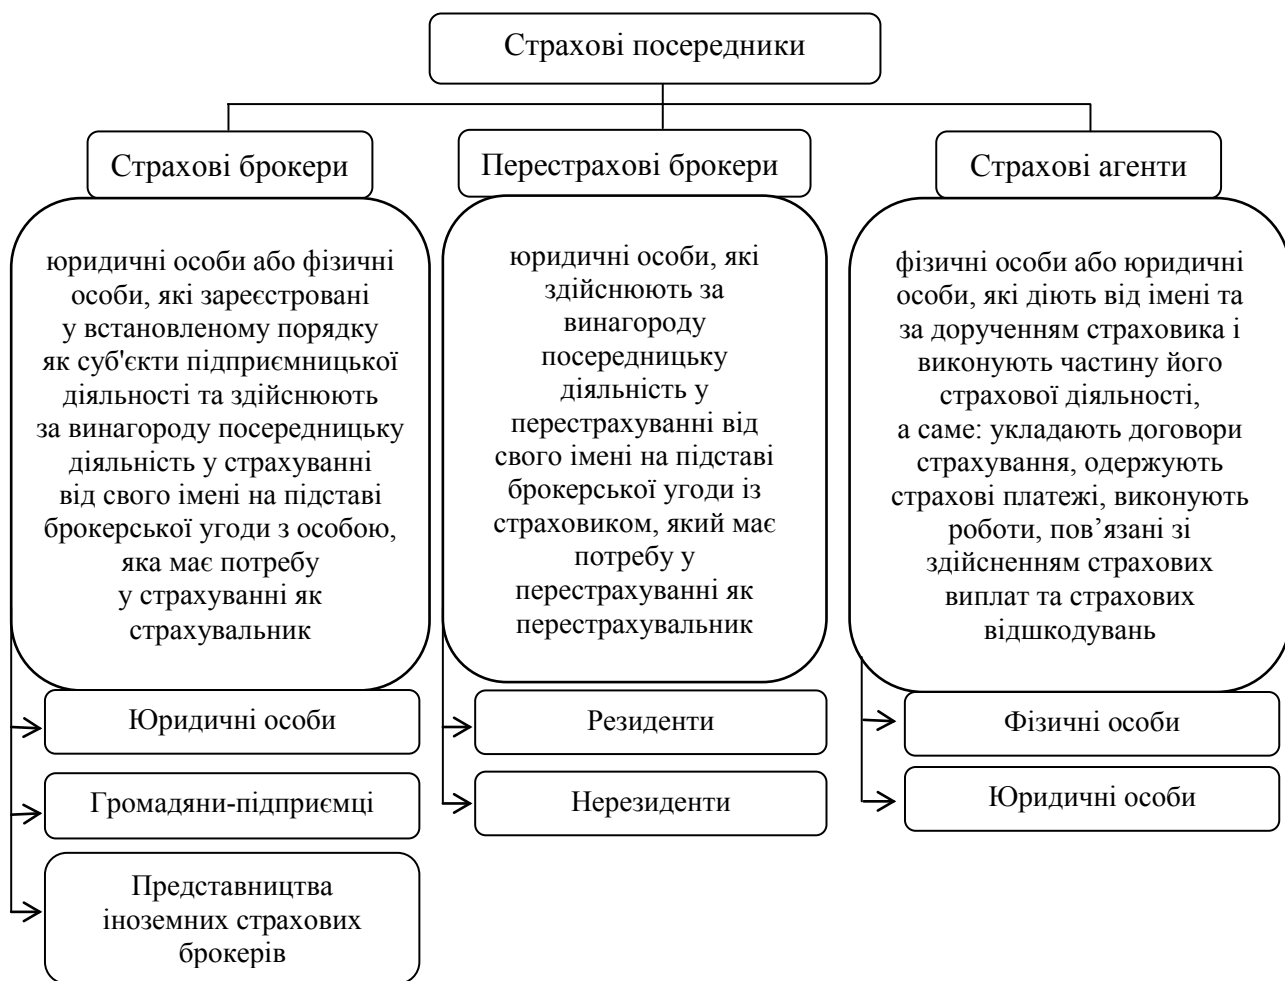 Страхові посередники
Страхові брокери
Перестрахові брокери
Страхові агенти
юридичні особи або фізичні
особи, які зареєстровані
у встановленому порядку
як суб'єкти підприємницької
діяльності та здійснюють
за винагороду посередницьку
діяльність у страхуванні
від свого імені на підставі
брокерської угоди з особою,
яка має потребу
у страхуванні як
страхувальник
юридичні особи, які
здійснюють за
винагороду
посередницьку
діяльність у
перестрахуванні від
свого імені на підставі
брокерської угоди із
страховиком, який має
потребу у
перестрахуванні як
перестрахувальник
фізичні особи або юридичні
особи, які діють від імені та
за дорученням страховика і
виконують частину його
страхової діяльності,
а саме: укладають договори
страхування, одержують
страхові платежі, виконують
роботи, пов’язані зі
здійсненням страхових
виплат та страхових
відшкодувань
Юридичні особи
Громадяни-підприємці
Представництва
іноземних страхових
брокерів
Резиденти
Нерезиденти
Фізичні особи
Юридичні особи